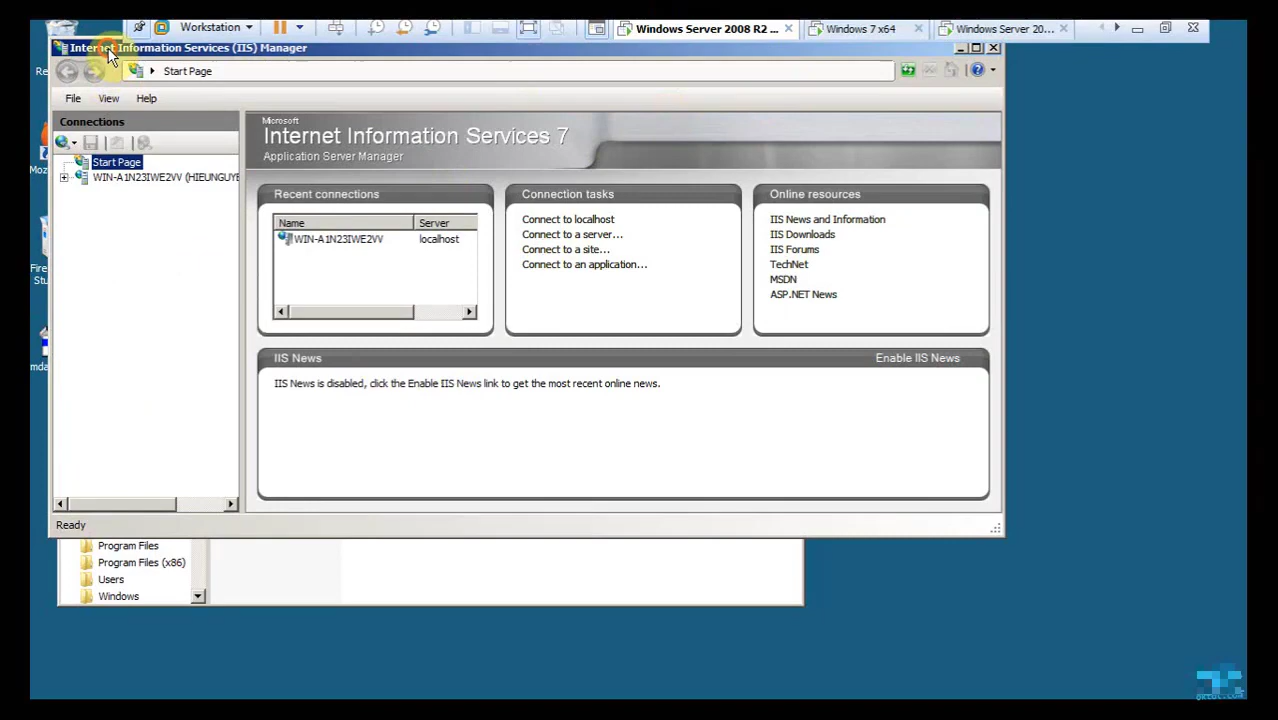 Workstation
Windows Server 2008 R2 ...
Windows 7 x64
Windows Server 20...
Internet Information Services (IIS) Manager
Start Page
File View Help
Connections
Start Page
WIN-A1N23IWE2VV (HIEUNGUYE
Microsoft
Internet Information Services 7
Application Server Manager
Recent connections
Name Server
WIN-A1N23IWE2VV localhost
Connection tasks
Connect to localhost
Connect to a server...
Connect to a site...
Connect to an application...
Online resources
IIS News and Information
IIS Downloads
IIS Forums
TechNet
MSDN
ASP.NET News
IIS News
Enable IIS News
IIS News is disabled, click the Enable IIS News link to get the most recent online news.
Ready
Program Files
Program Files (x86)
Users
Windows
Re
Moz
Fire
Stu
mda